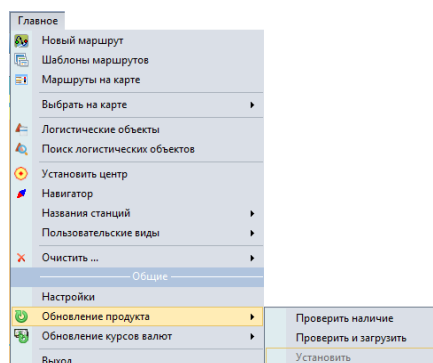 Главное
Новый маршрут
Шаблоны маршрутов
Маршруты на карте
Выбрать на карте
Логистические объекты
Поиск логистических объектов
Установить центр
Навигатор
Названия станций
Пользовательские виды
Очистить ...
Общие
Настройки
Обновление продукта
Проверить наличие
Обновление курсов валют
Проверить и загрузить
Выход
Установить